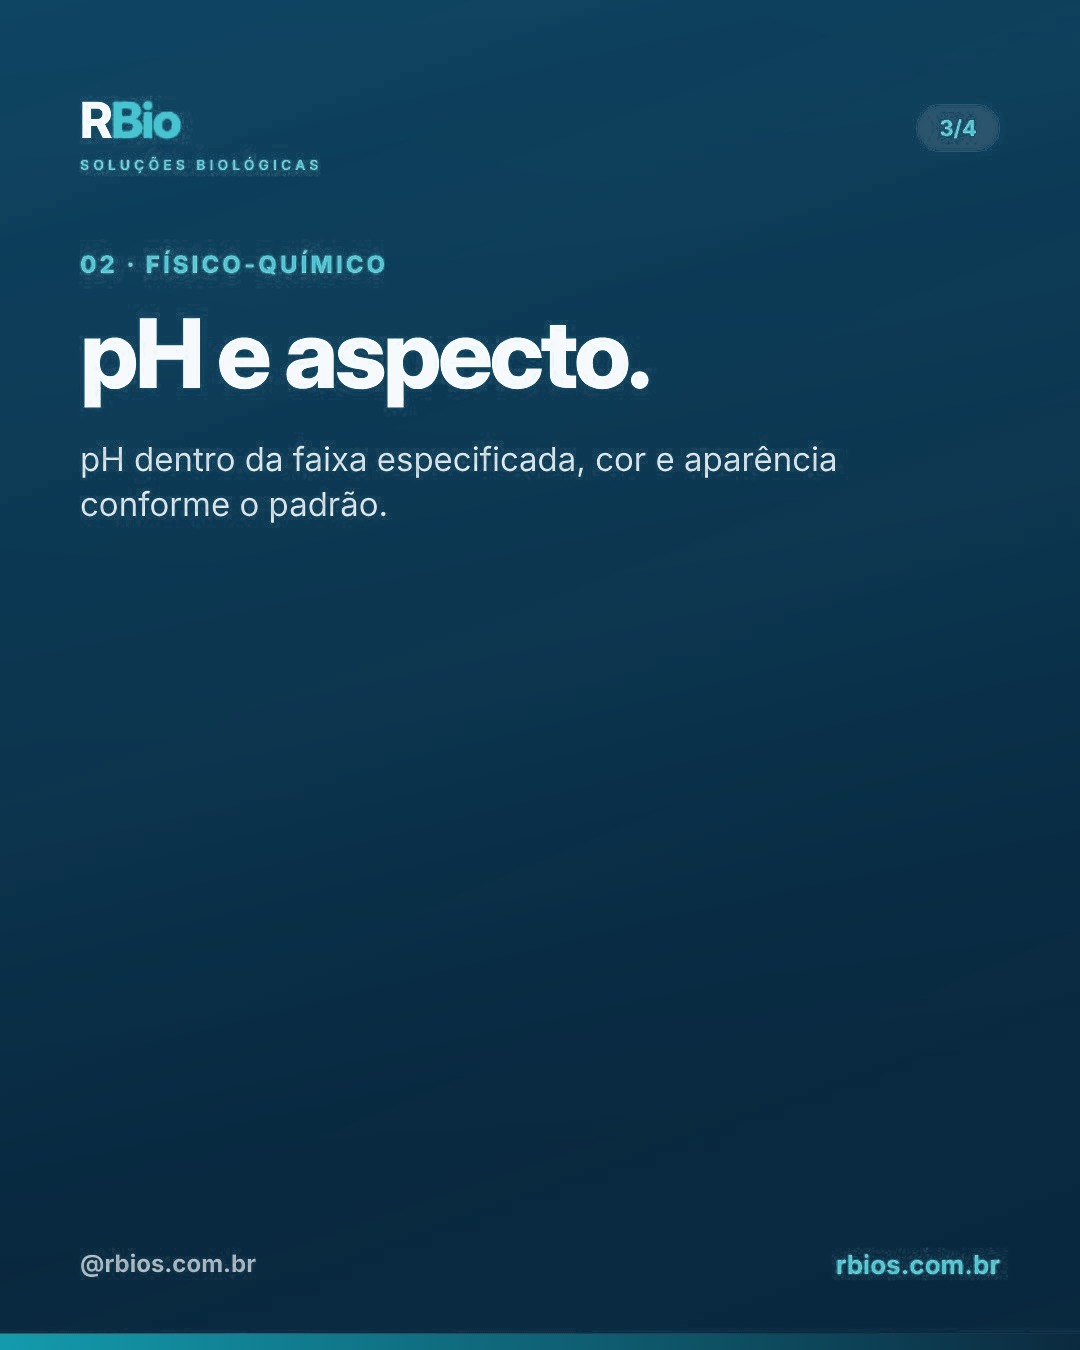 RBio
SOLUÇÕES BIOLÓGICAS
3/4
02 · FÍSICO-QUÍMICO
pH e aspecto.
pH dentro da faixa especificada, cor e aparência
conforme o padrão.
@rbios.com.br
rbios.com.br